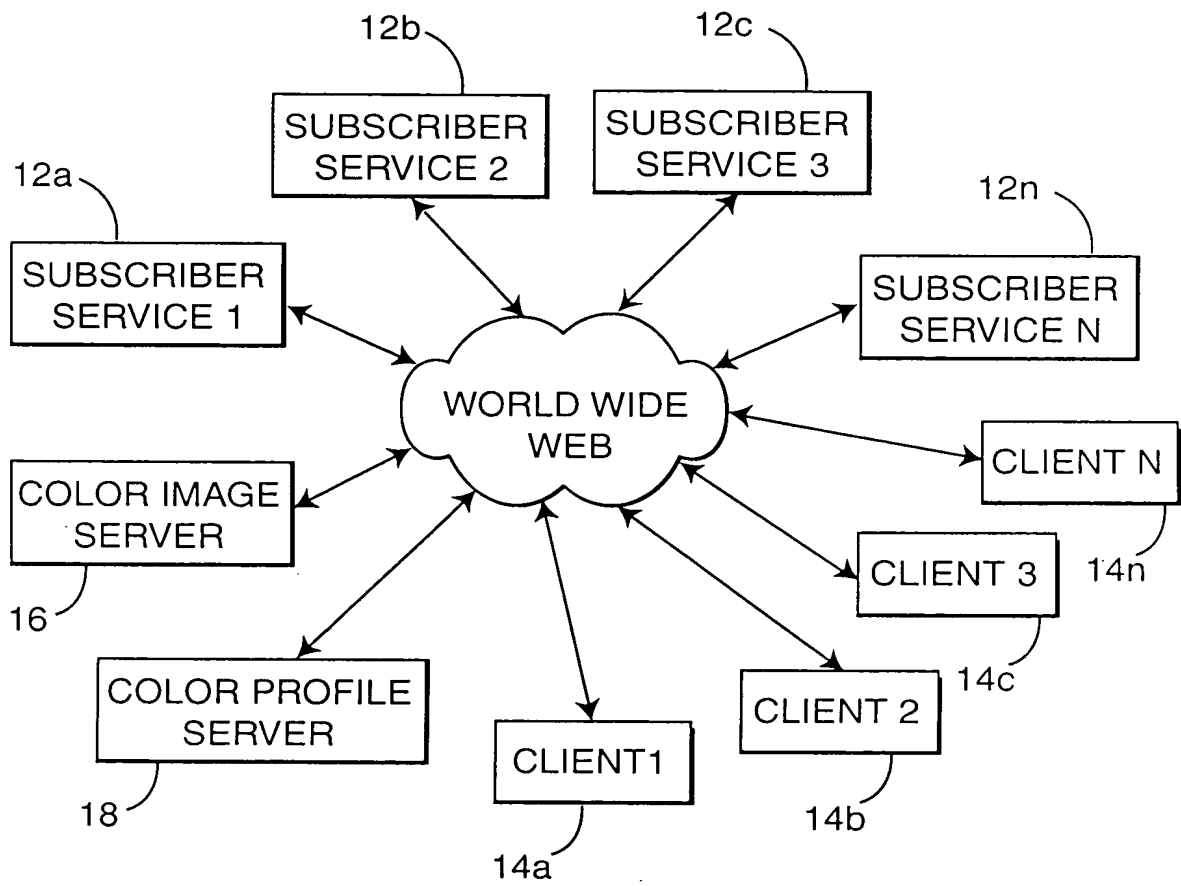 12b
12c
SUBSCRIBER
SERVICE 2
SUBSCRIBER
SERVICE 3
12a
12n
SUBSCRIBER
SERVICE 1
SUBSCRIBER
SERVICE N
WORLD WIDE
WEB
COLOR IMAGE
SERVER
CLIENT N
16
CLIENT 3
14n
COLOR PROFILE
SERVER
14c
CLIENT 2
CLIENT1
18
14b
14a